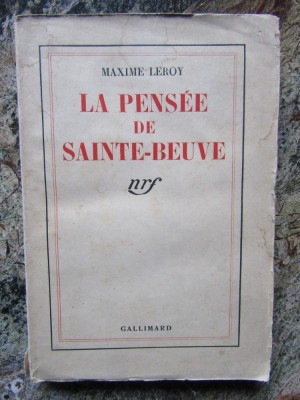 MAXIME LEROY
LA PENSÉE
DE
SAINTE-BEUVE
nrf
GALLIMARD